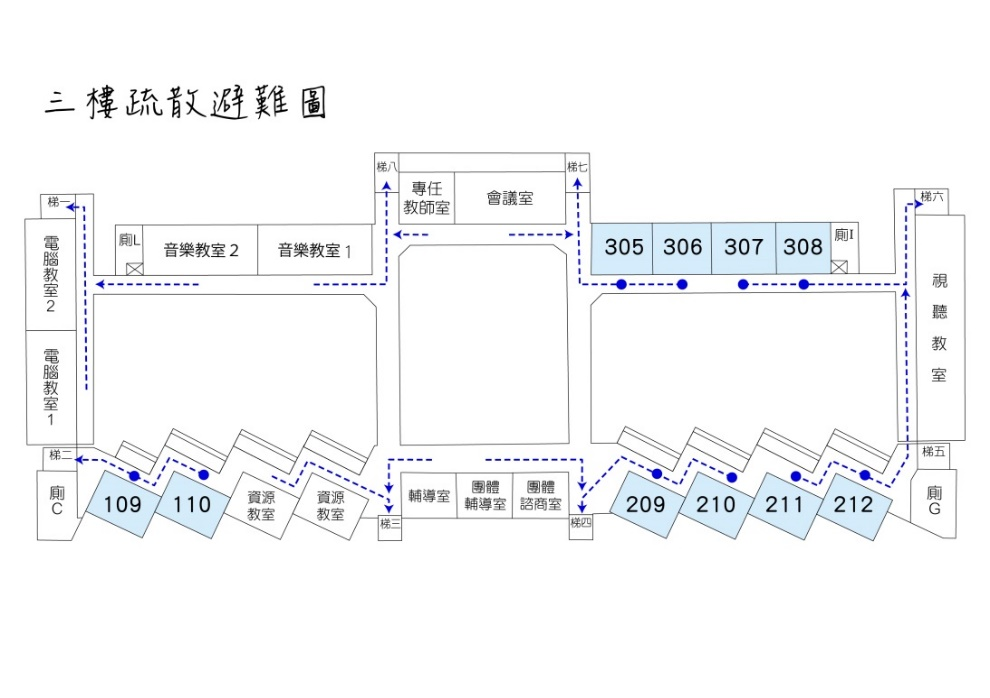 三樓疏散避難圖
梯八
梯七
專任
教師室
會議室
梯一
梯六
廁L
音樂教室2
音樂教室1
305
306
307
308
廁I
電腦教室2
視聽教室
電腦教室1
梯二
梯五
廁C
109
110
資源
教室
資源
教室
梯三
輔導室
團體
輔導室
團體
諮商室
梯四
209
210
211
212
廁G